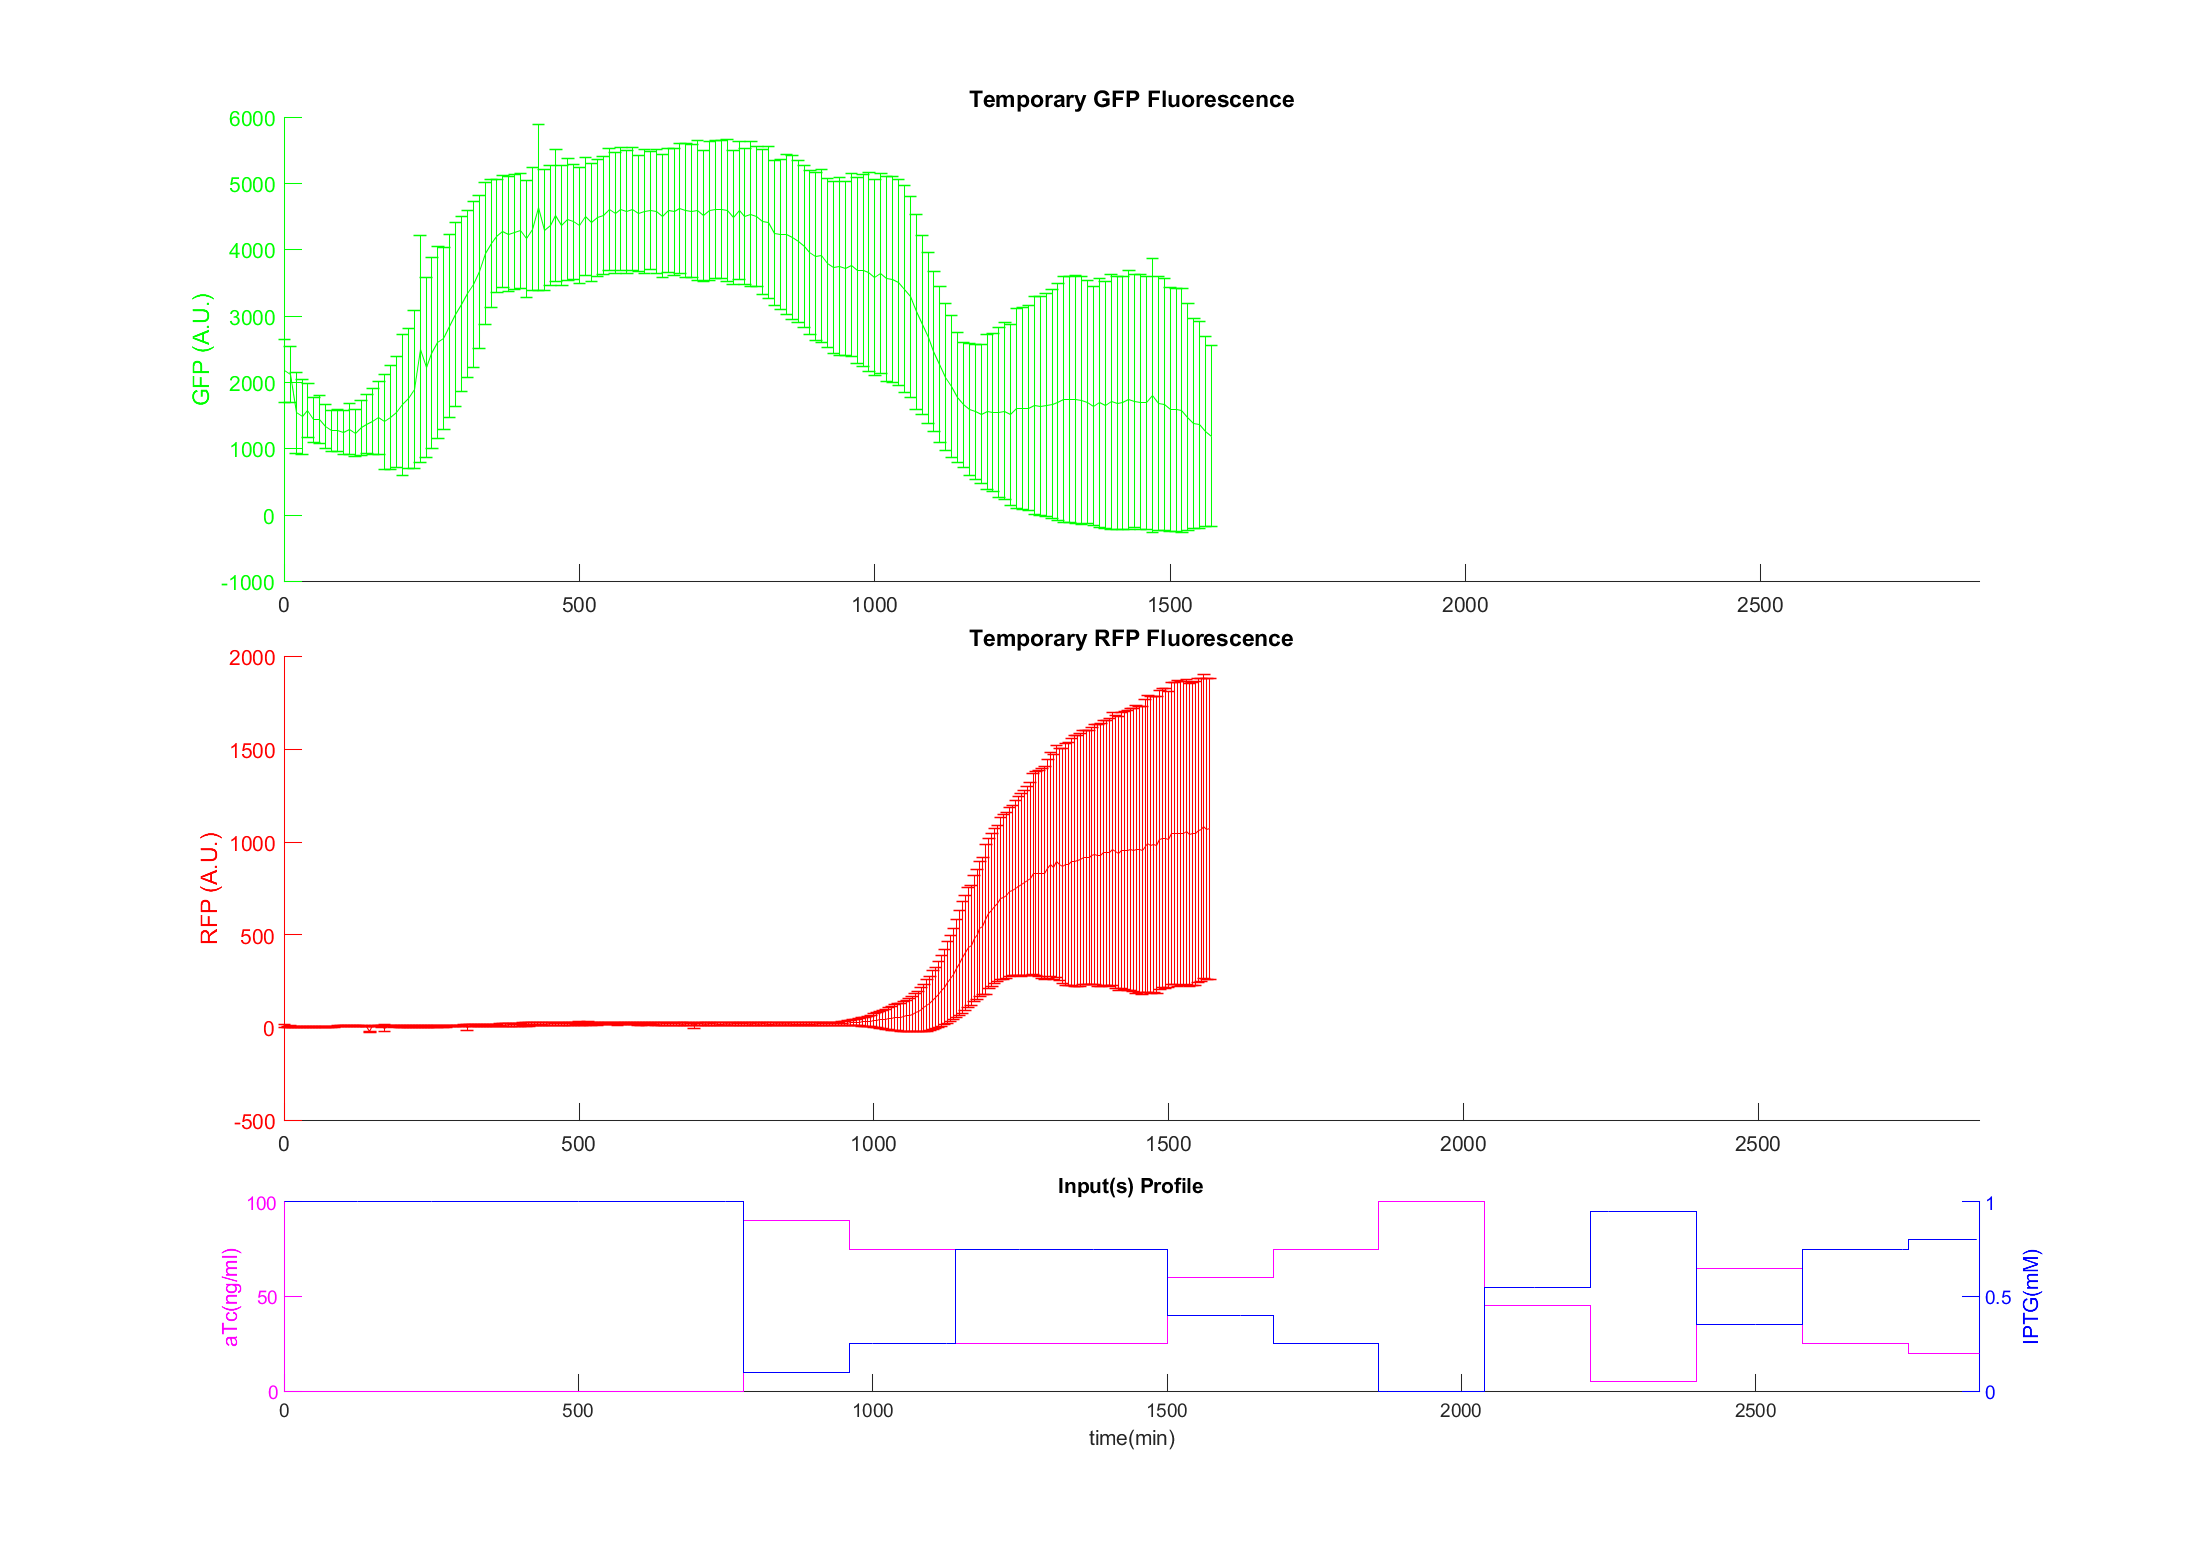 Temporary GFP Fluorescence
6000
5000
4000
3000
2000
1000
0
-1000
GFP (A.U.)
0 500 1000 1500 2000 2500
Temporary RFP Fluorescence
2000
1500
1000
500
0
-500
RFP (A.U.)
0 500 1000 1500 2000 2500
Input(s) Profile
100
50
0
aTc(ng/ml)
1
0.5
0
IPTG(mM)
0 500 1000 1500 2000 2500
time(min)